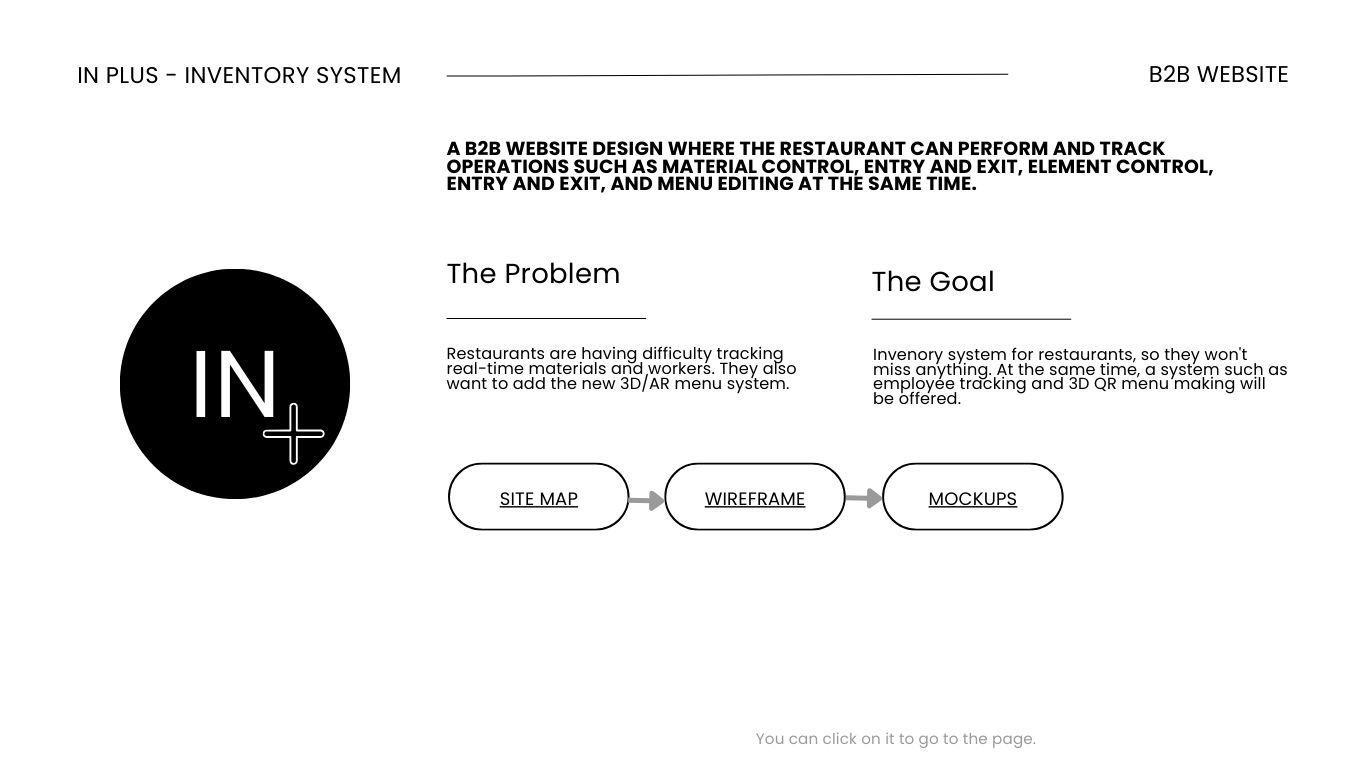 IN PLUS - INVENTORY SYSTEM
B2B WEBSITE
A B2B WEBSITE DESIGN WHERE THE RESTAURANT CAN PERFORM AND TRACK
OPERATIONS SUCH AS MATERIAL CONTROL, ENTRY AND EXIT, ELEMENT CONTROL,
ENTRY AND EXIT, AND MENU EDITING AT THE SAME TIME.
IN
The Problem
Restaurants are having difficulty tracking
real-time materials and workers. They also
want to add the new 3D/AR menu system.
The Goal
Invenory system for restaurants, so they won't
miss anything. At the same time, a system such as
employee tracking and 3D QR menu making will
be offered.
SITE MAP
WIREFRAME
MOCKUPS
You can click on it to go to the page.